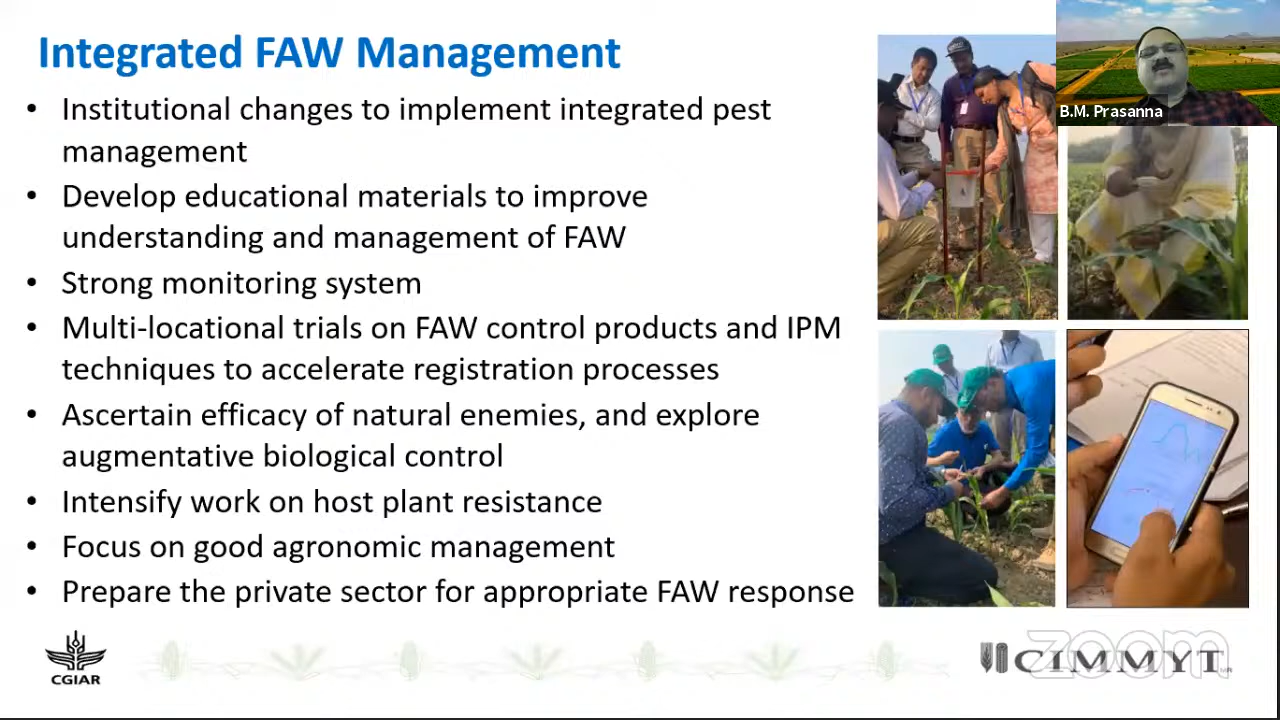 Integrated FAW Management
• Institutional changes to implement integrated pest
management
• Develop educational materials to improve
understanding and management of FAW
• Strong monitoring system
• Multi-locational trials on FAW control products and IPM
techniques to accelerate registration processes
• Ascertain efficacy of natural enemies, and explore
augmentative biological control
• Intensify work on host plant resistance
• Focus on good agronomic management
• Prepare the private sector for appropriate FAW response
B.M. Prasanna
CGIAR
zoom
CIMMYT